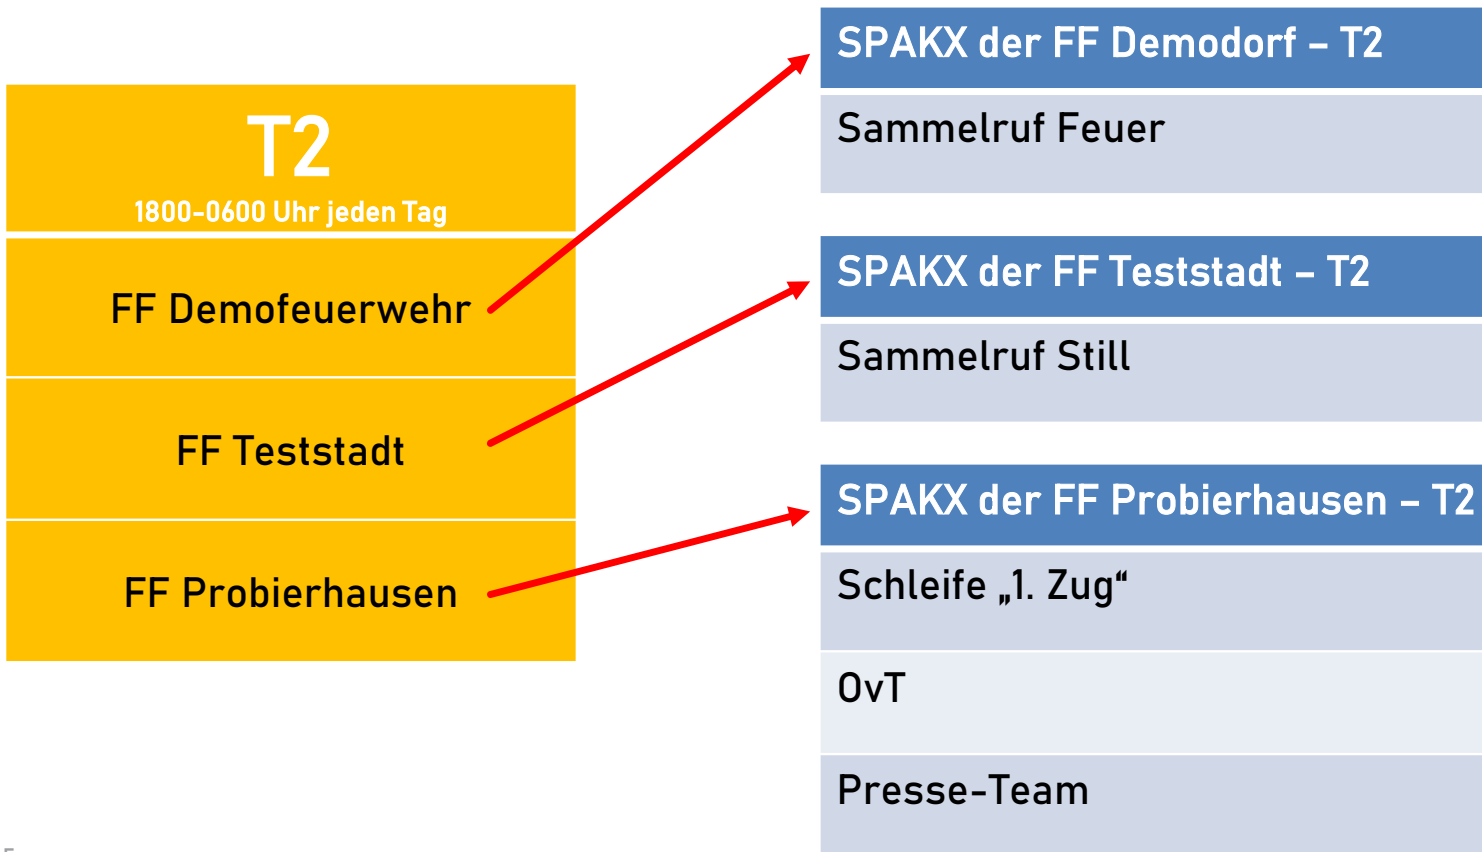 T2
1800-0600 Uhr jeden Tag
FF Demofeuerwehr
FF Teststadt
FF Probierhausen
SPAKX der FF Demodorf – T2
Sammelruf Feuer
SPAKX der FF Teststadt – T2
Sammelruf Still
SPAKX der FF Probierhausen – T2
Schleife „1. Zug“
OvT
Presse-Team